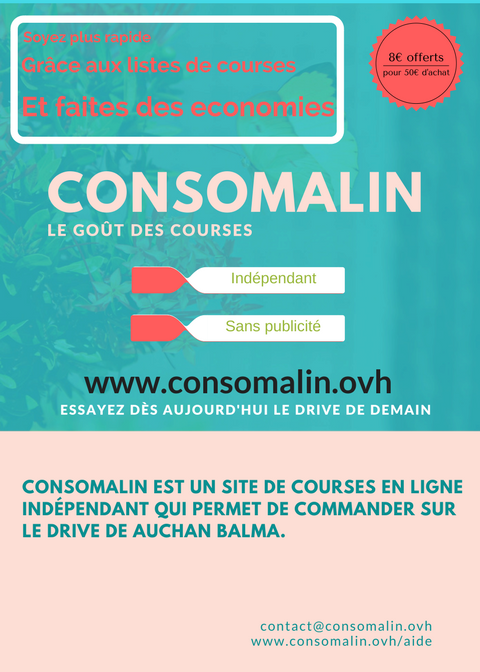 Soyez plus rapide
Grâce aux listes de courses
Et faites des economies
8€ offerts
pour 50€ d'achat
CONSOMALIN
LE GOÛT DES COURSES
Indépendant
Sans publicité
www.consomalin.ovh
ESSAYEZ DÈS AUJOURD'HUI LE DRIVE DE DEMAIN
CONSOMALIN EST UN SITE DE COURSES EN LIGNE
INDÉPENDANT QUI PERMET DE COMMANDER SUR
LE DRIVE DE AUCHAN BALMA.
contact@consomalin.ovh
www.consomalin.ovh/aide